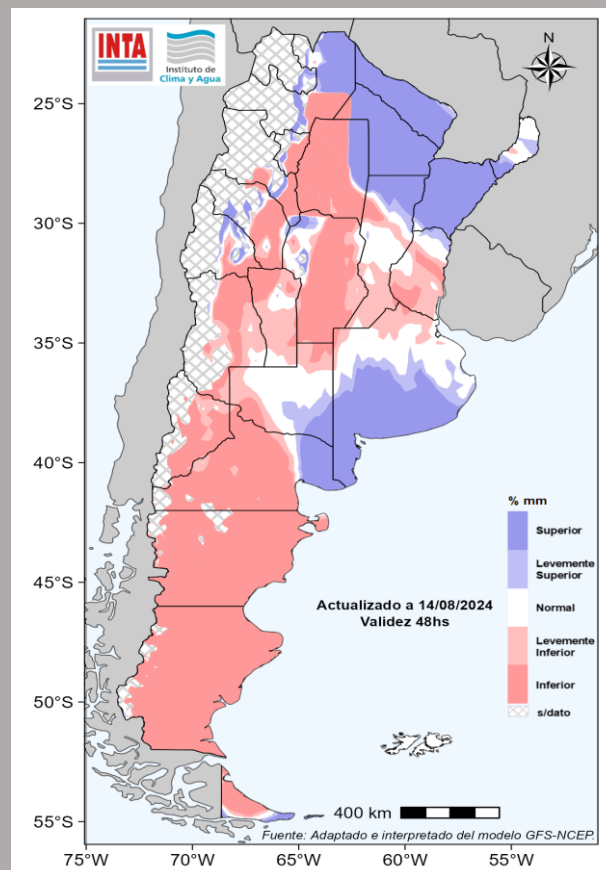 INTA
Instituto de
Clima y Agua
N
25°S
30°S
35°S
40°S
45°S
50°S
55°S
% mm
Superior
Levemente
Superior
Normal
Levemente
Inferior
Inferior
s/dato
Actualizado a 14/08/2024
Validez 48hs
400 km
Fuente: Adaptado e interpretado del modelo GFS-NCEP.
75°W
70°W
65°W
60°W
55°W